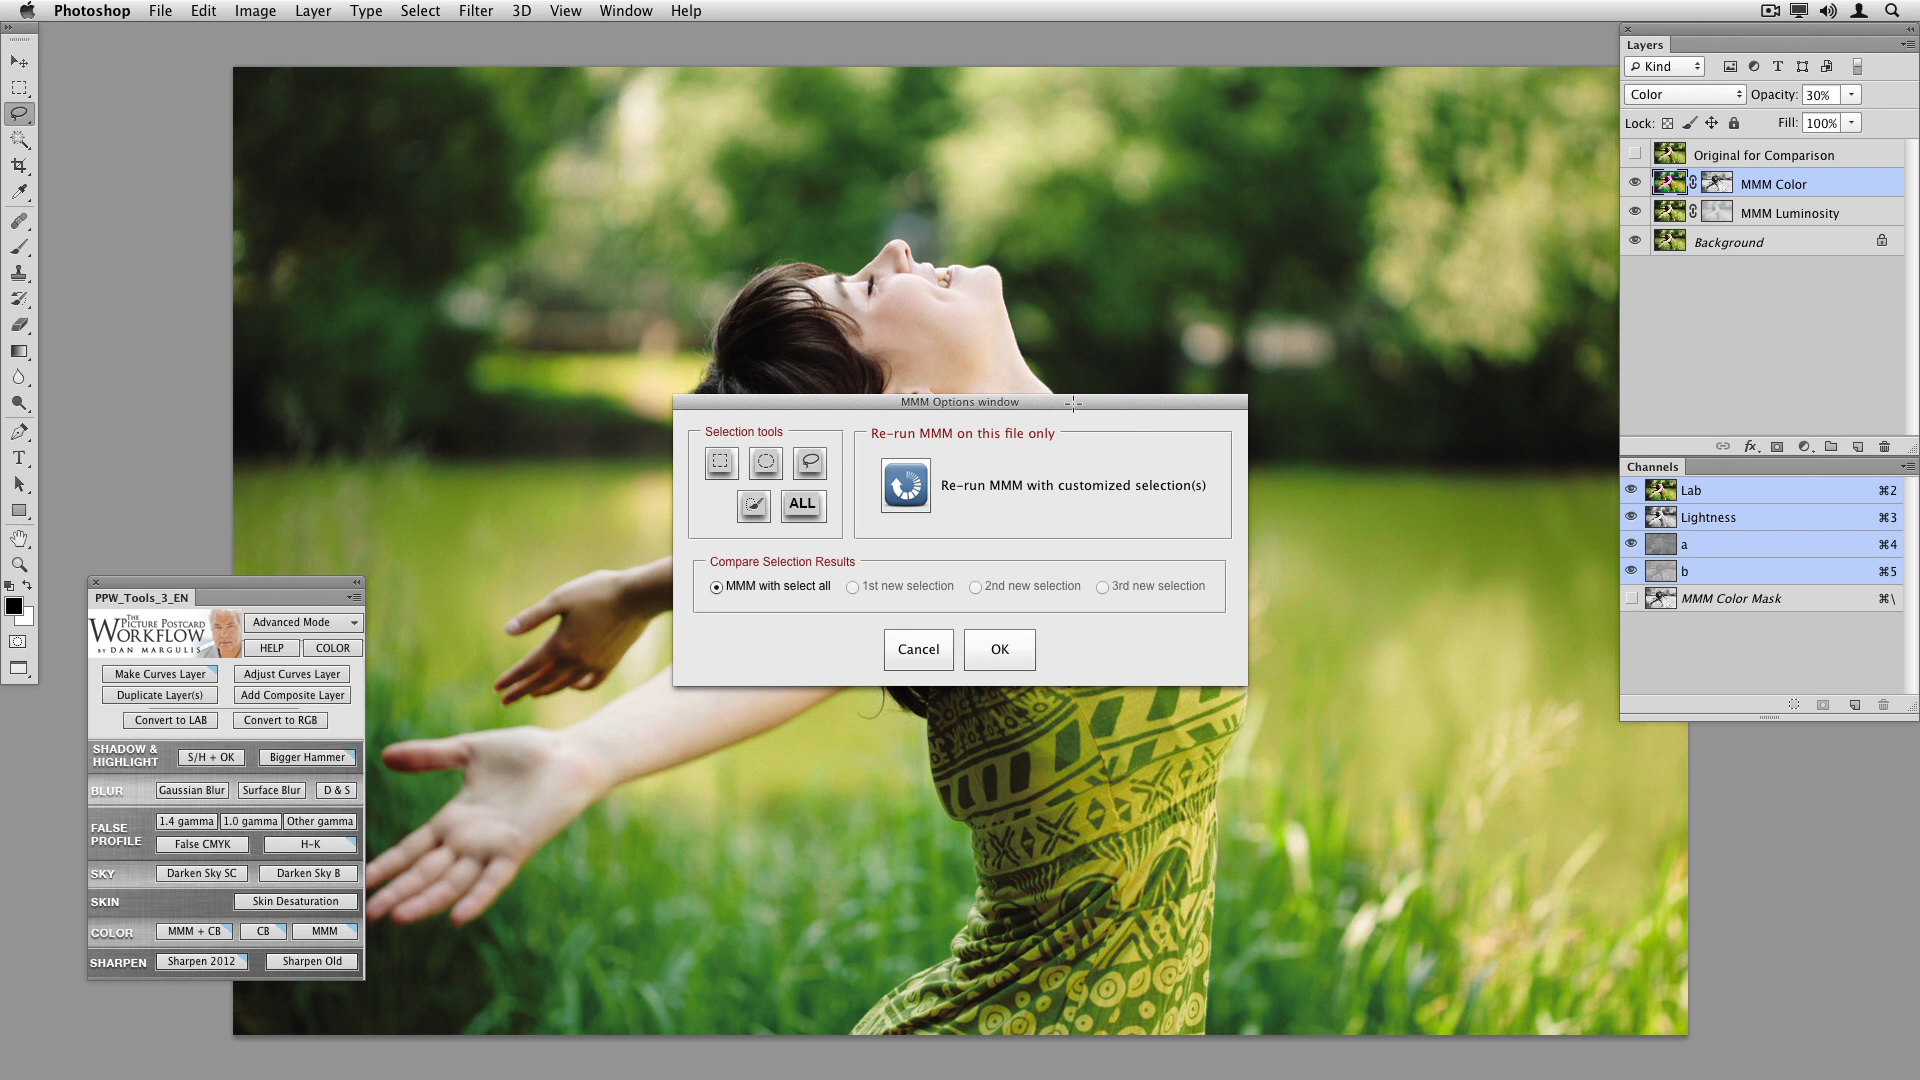 Photoshop File Edit Image Layer Type Select Filter 3D View Window Help
Layers
Kind
Color Opacity: 30%
Lock: Fill: 100%
Original for Comparison
MMM Color
MMM Luminosity
Background
fx
Channels
Lab ⌘2
Lightness ⌘3
a ⌘4
b ⌘5
MMM Color Mask ⌘\
MMM Options window
Selection tools
ALL
Re-run MMM on this file only
Re-run MMM with customized selection(s)
Compare Selection Results
MMM with select all 1st new selection 2nd new selection 3rd new selection
Cancel OK
PPW_Tools_3_EN
THE
PICTURE POSTCARD
WORKFLOW
BY DAN MARGULIS
Advanced Mode
HELP COLOR
Make Curves Layer Adjust Curves Layer
Duplicate Layer(s) Add Composite Layer
Convert to LAB Convert to RGB
SHADOW &
HIGHLIGHT
S/H + OK Bigger Hammer
BLUR Gaussian Blur Surface Blur D & S
FALSE
PROFILE
1.4 gamma 1.0 gamma Other gamma
False CMYK H-K
SKY Darken Sky SC Darken Sky B
SKIN Skin Desaturation
COLOR MMM + CB CB MMM
SHARPEN Sharpen 2012 Sharpen Old